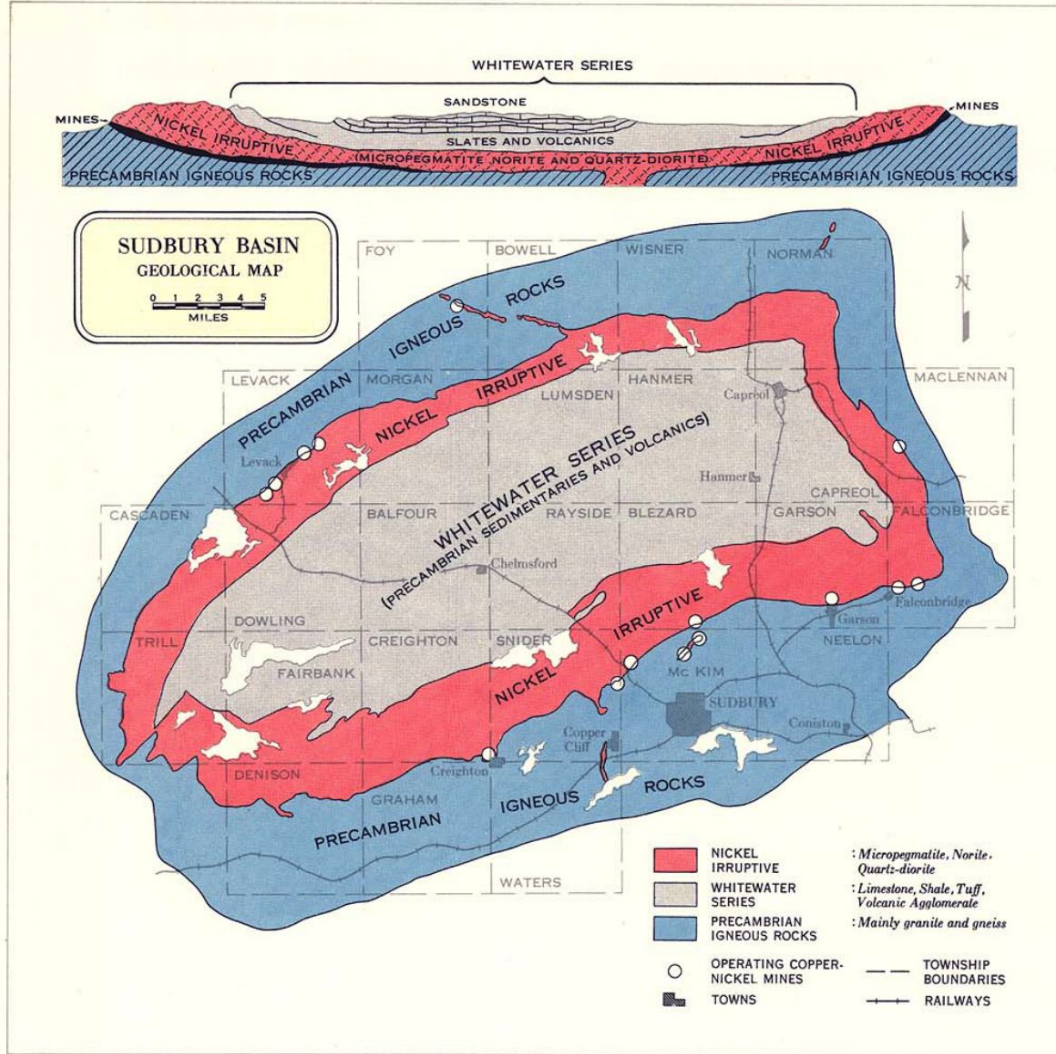 WHITEWATER SERIES
SANDSTONE
MINES
MINES
NICKEL IRRUPTIVE
SLATES AND VOLCANICS
NICKEL IRRUPTIVE
(MICROPEGMATITE, NORITE AND QUARTZ-DIORITE)
PRECAMBRIAN IGNEOUS ROCKS
PRECAMBRIAN IGNEOUS ROCKS
SUDBURY BASIN
GEOLOGICAL MAP
0 1 2 3 4 5
MILES
FOY
BOWELL
WISNER
NORMAN
N
PRECAMBRIAN IGNEOUS ROCKS
LEVACK
MORGAN
LUMSDEN
HANMER
MACLENNAN
NICKEL IRRUPTIVE
Capreol
Levack
WHITEWATER SERIES
(PRECAMBRIAN SEDIMENTARIES AND VOLCANICS)
Hanmer
CAPREOL
CASCADEN
BALFOUR
RAYSIDE
BLEZARD
GARSON
FALCONBRIDGE
Chelmsford
Falconbridge
Garson
DOWLING
TRILL
CREIGHTON
SNIDER
NEELON
FAIRBANK
NICKEL IRRUPTIVE
Mc KIM
SUDBURY
Copper
Cliff
Coniston
DENISON
Creighton
GRAHAM
PRECAMBRIAN IGNEOUS ROCKS
WATERS
NICKEL
IRRUPTIVE
: Micropegmatite, Norite,
Quartz-diorite
WHITEWATER
SERIES
: Limestone, Shale, Tuff,
Volcanic Agglomerate
PRECAMBRIAN
IGNEOUS ROCKS
: Mainly granite and gneiss
OPERATING COPPER-
NICKEL MINES
TOWNSHIP
BOUNDARIES
TOWNS
RAILWAYS